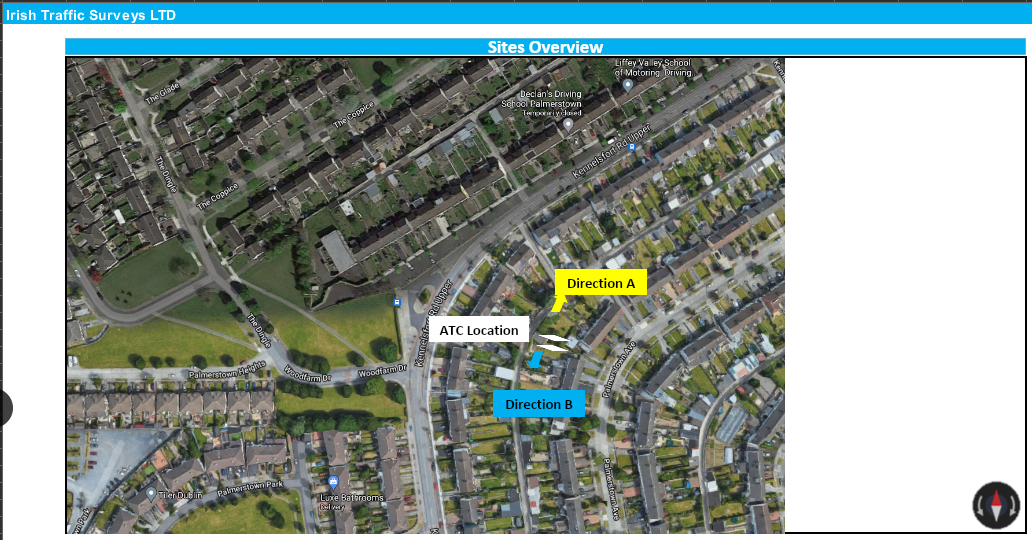 Irish Traffic Surveys LTD
Sites Overview
Liffey Valley School
of Motoring. Driving.
The Glade
Declan's Driving
School Palmerstown
Temporarily closed
The Coppice
Kennelsfort Rd Upper
The Dingle
The Coppice
Direction A
Kennelsfort Rd Upper
ATC Location
The Dingle
Palmerstown Ave
Palmerstown Heights
Woodfarm Dr
Woodfarm Dr
Direction B
Palmerstown Ave
Palmerstown Park
Tiler Dublin
Luxe Bathrooms
Delivery